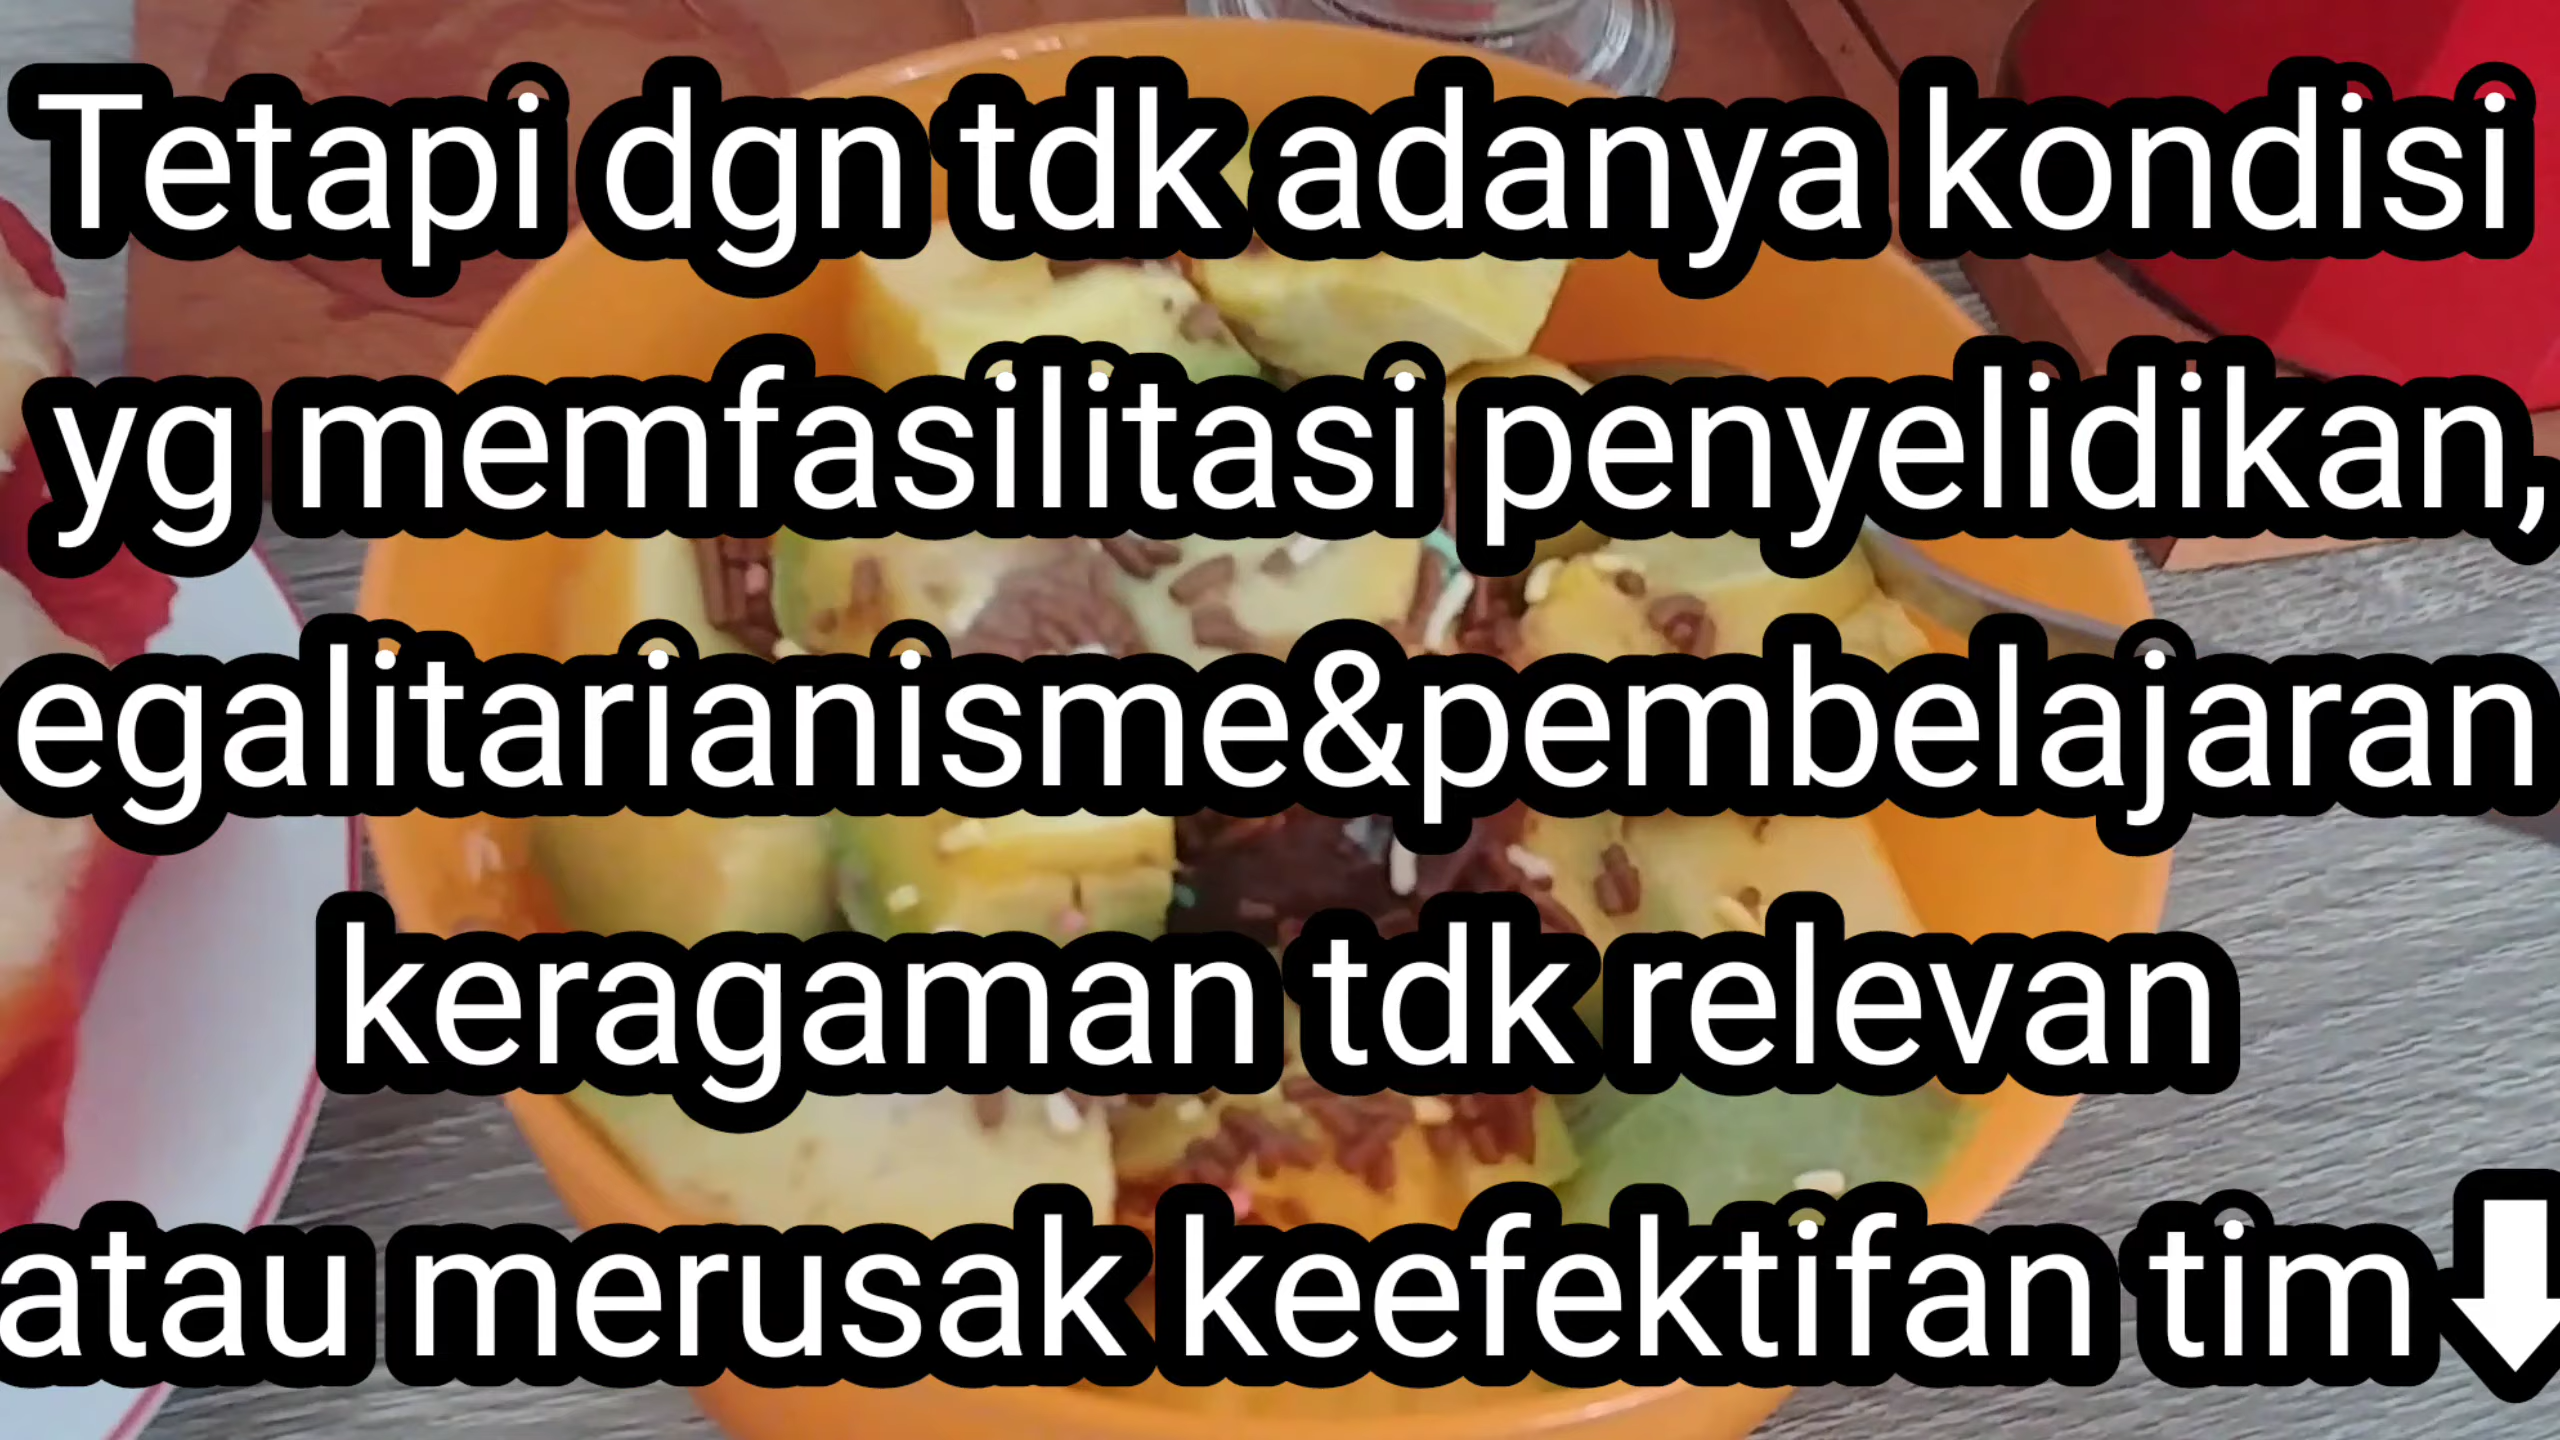 Tetapi dgn tdk adanya kondisi
yg memfasilitasi penyelidikan,
egalitarianisme&pembelajaran
keragaman tdk relevan
atau merusak keefektifan tim⬇